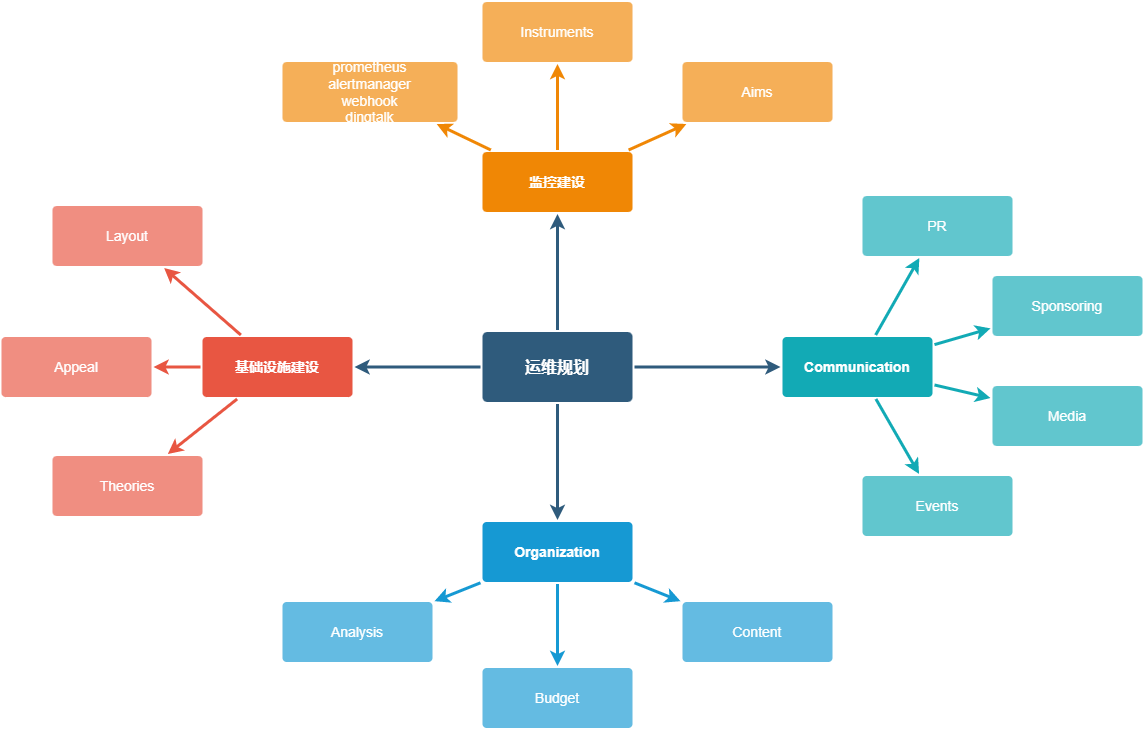 Instruments
prometheus
alertmanager
webhook
dingtalk
Aims
监控建设
Layout
PR
Sponsoring
Appeal
基础设施建设
运维规划
Communication
Media
Theories
Events
Organization
Analysis
Content
Budget